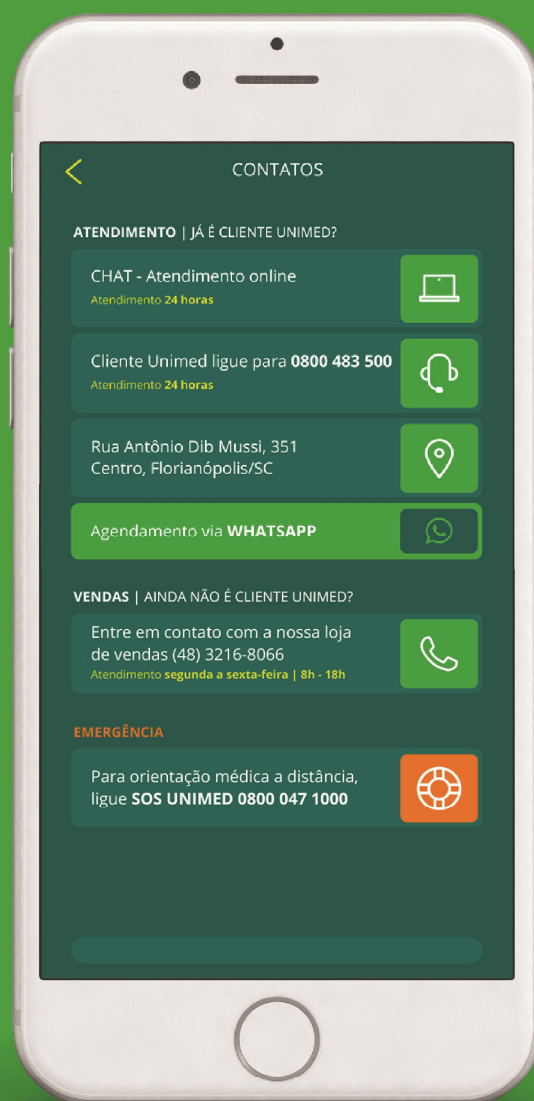 CONTATOS
ATENDIMENTO | JÁ É CLIENTE UNIMED?
CHAT - Atendimento online
Atendimento 24 horas
Cliente Unimed ligue para 0800 483 500
Atendimento 24 horas
Rua Antônio Dib Mussi, 351
Centro, Florianópolis/SC
Agendamento via WHATSAPP
VENDAS | AINDA NÃO É CLIENTE UNIMED?
Entre em contato com a nossa loja
de vendas (48) 3216-8066
Atendimento segunda a sexta-feira | 8h - 18h
EMERGÊNCIA
Para orientação médica a distância,
ligue SOS UNIMED 0800 047 1000